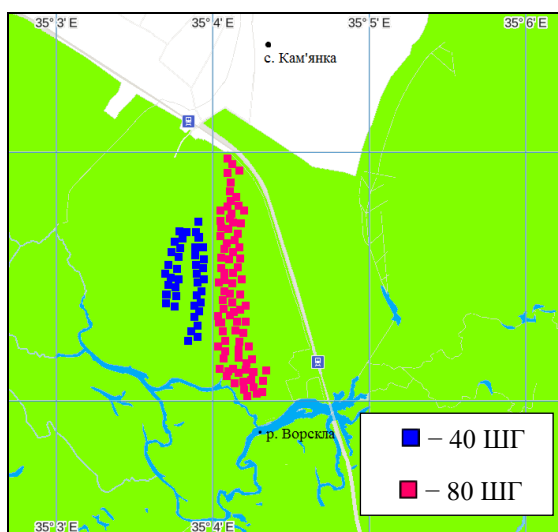 35° 3' E 35° 4' E 35° 5' E 35° 6' E
с. Кам'янка
р. Ворскла
– 40 ШГ
– 80 ШГ
35° 3' E 35° 4' E